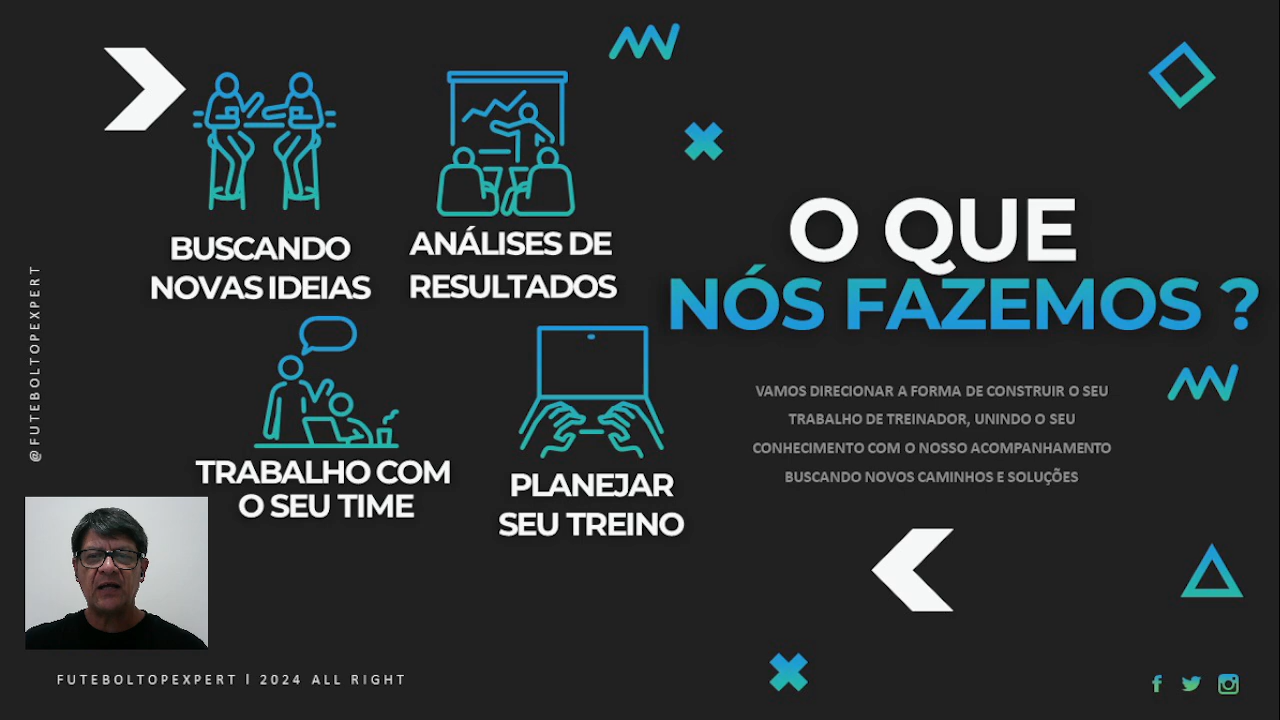 BUSCANDO
NOVAS IDEIAS
ANÁLISES DE
RESULTADOS
TRABALHO COM
O SEU TIME
PLANEJAR
SEU TREINO
O QUE
NÓS FAZEMOS ?
VAMOS DIRECIONAR A FORMA DE CONSTRUIR O SEU
TRABALHO DE TREINADOR, UNINDO O SEU
CONHECIMENTO COM O NOSSO ACOMPANHAMENTO
BUSCANDO NOVOS CAMINHOS E SOLUÇÕES
@FUTEBOLTOPEXPERT
FUTEBOLTOPEXPERT | 2024 ALL RIGHT